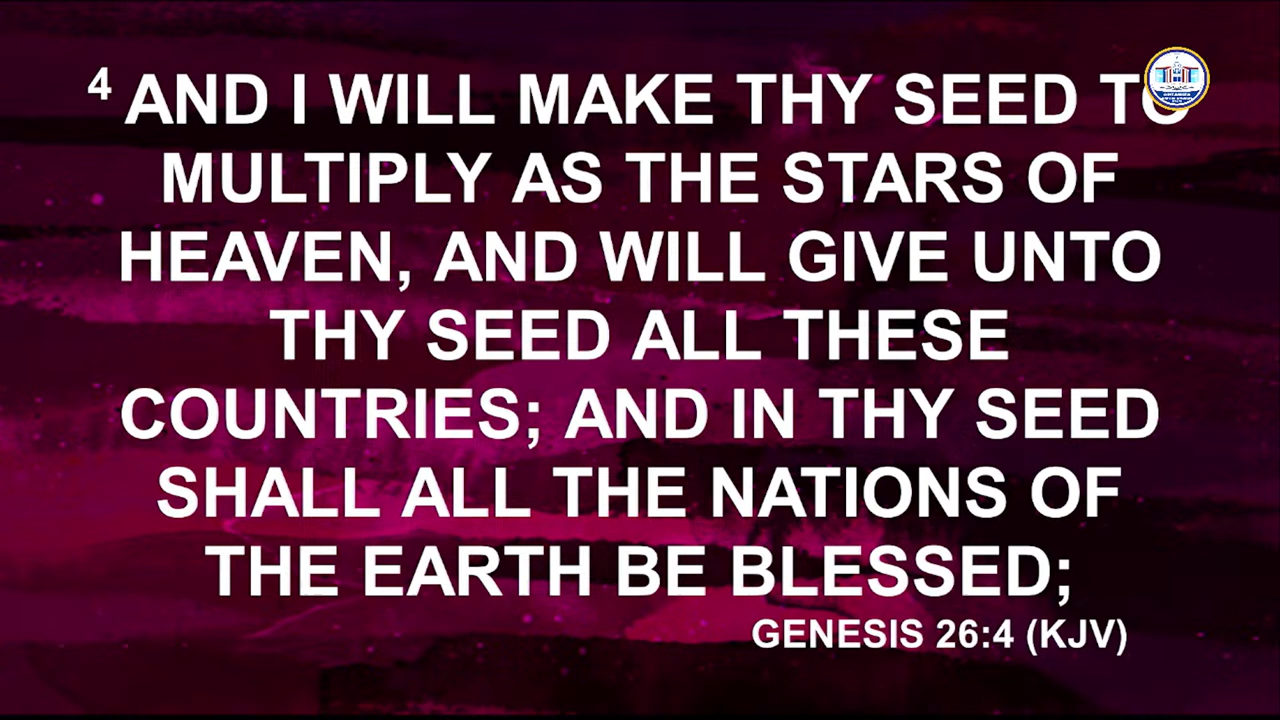 4 AND I WILL MAKE THY SEED TO
MULTIPLY AS THE STARS OF
HEAVEN, AND WILL GIVE UNTO
THY SEED ALL THESE
COUNTRIES; AND IN THY SEED
SHALL ALL THE NATIONS OF
THE EARTH BE BLESSED;
GENESIS 26:4 (KJV)